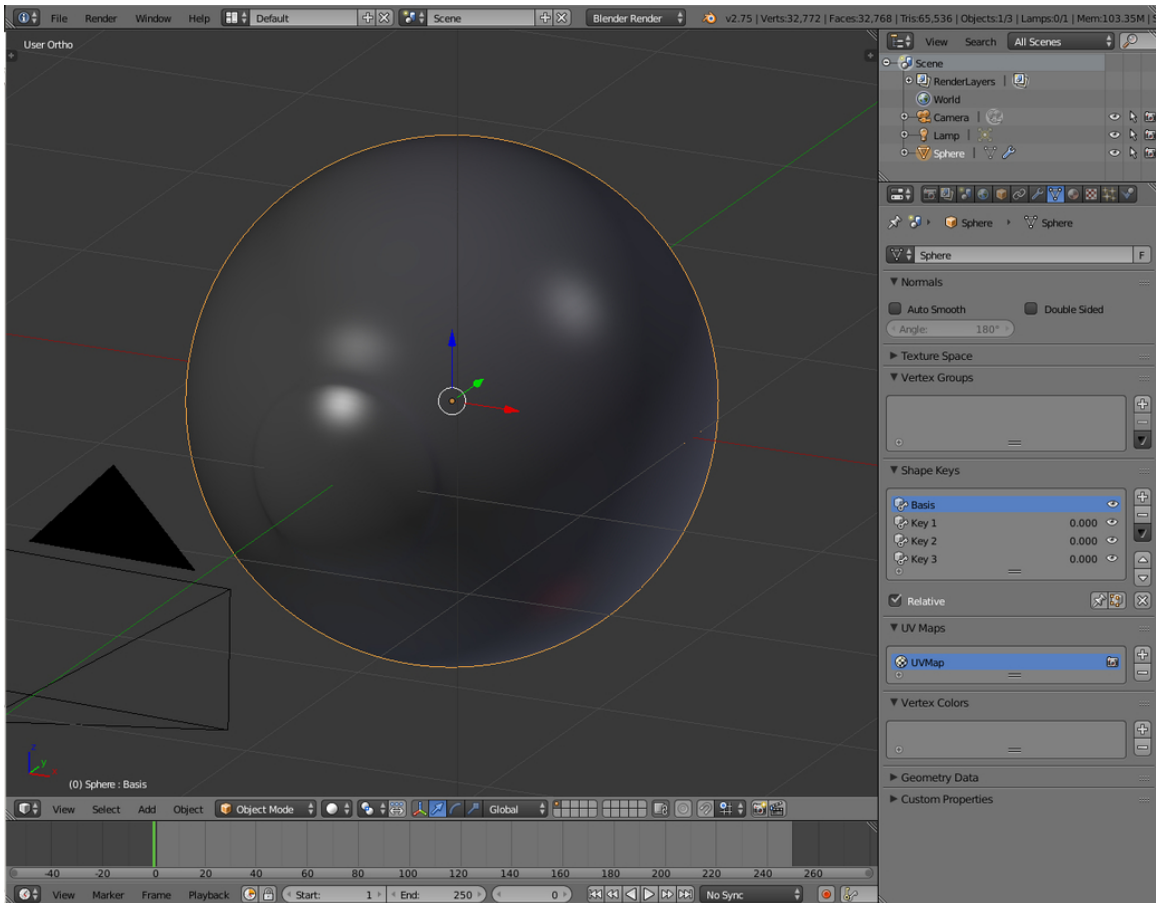 File Render Window Help Default Scene Blender Render v2.75 | Verts:32,772 | Faces:32,768 | Tris:65,536 | Objects:1/3 | Lamps:0/1 | Mem:103.35M |
User Ortho
View Search All Scenes
Scene
RenderLayers |
World
Camera |
Lamp |
Sphere |
Sphere Sphere
Sphere F
Normals
Auto Smooth Double Sided
Angle: 180°
Texture Space
Vertex Groups
Shape Keys
Basis
Key 1 0.000
Key 2 0.000
Key 3 0.000
Relative
UV Maps
UVMap
Vertex Colors
Geometry Data
Custom Properties
z
y
x
(0) Sphere : Basis
View Select Add Object Object Mode Global
-40 -20 0 20 40 60 80 100 120 140 160 180 200 220 240 260
View Marker Frame Playback Start: 1 End: 250 0 No Sync